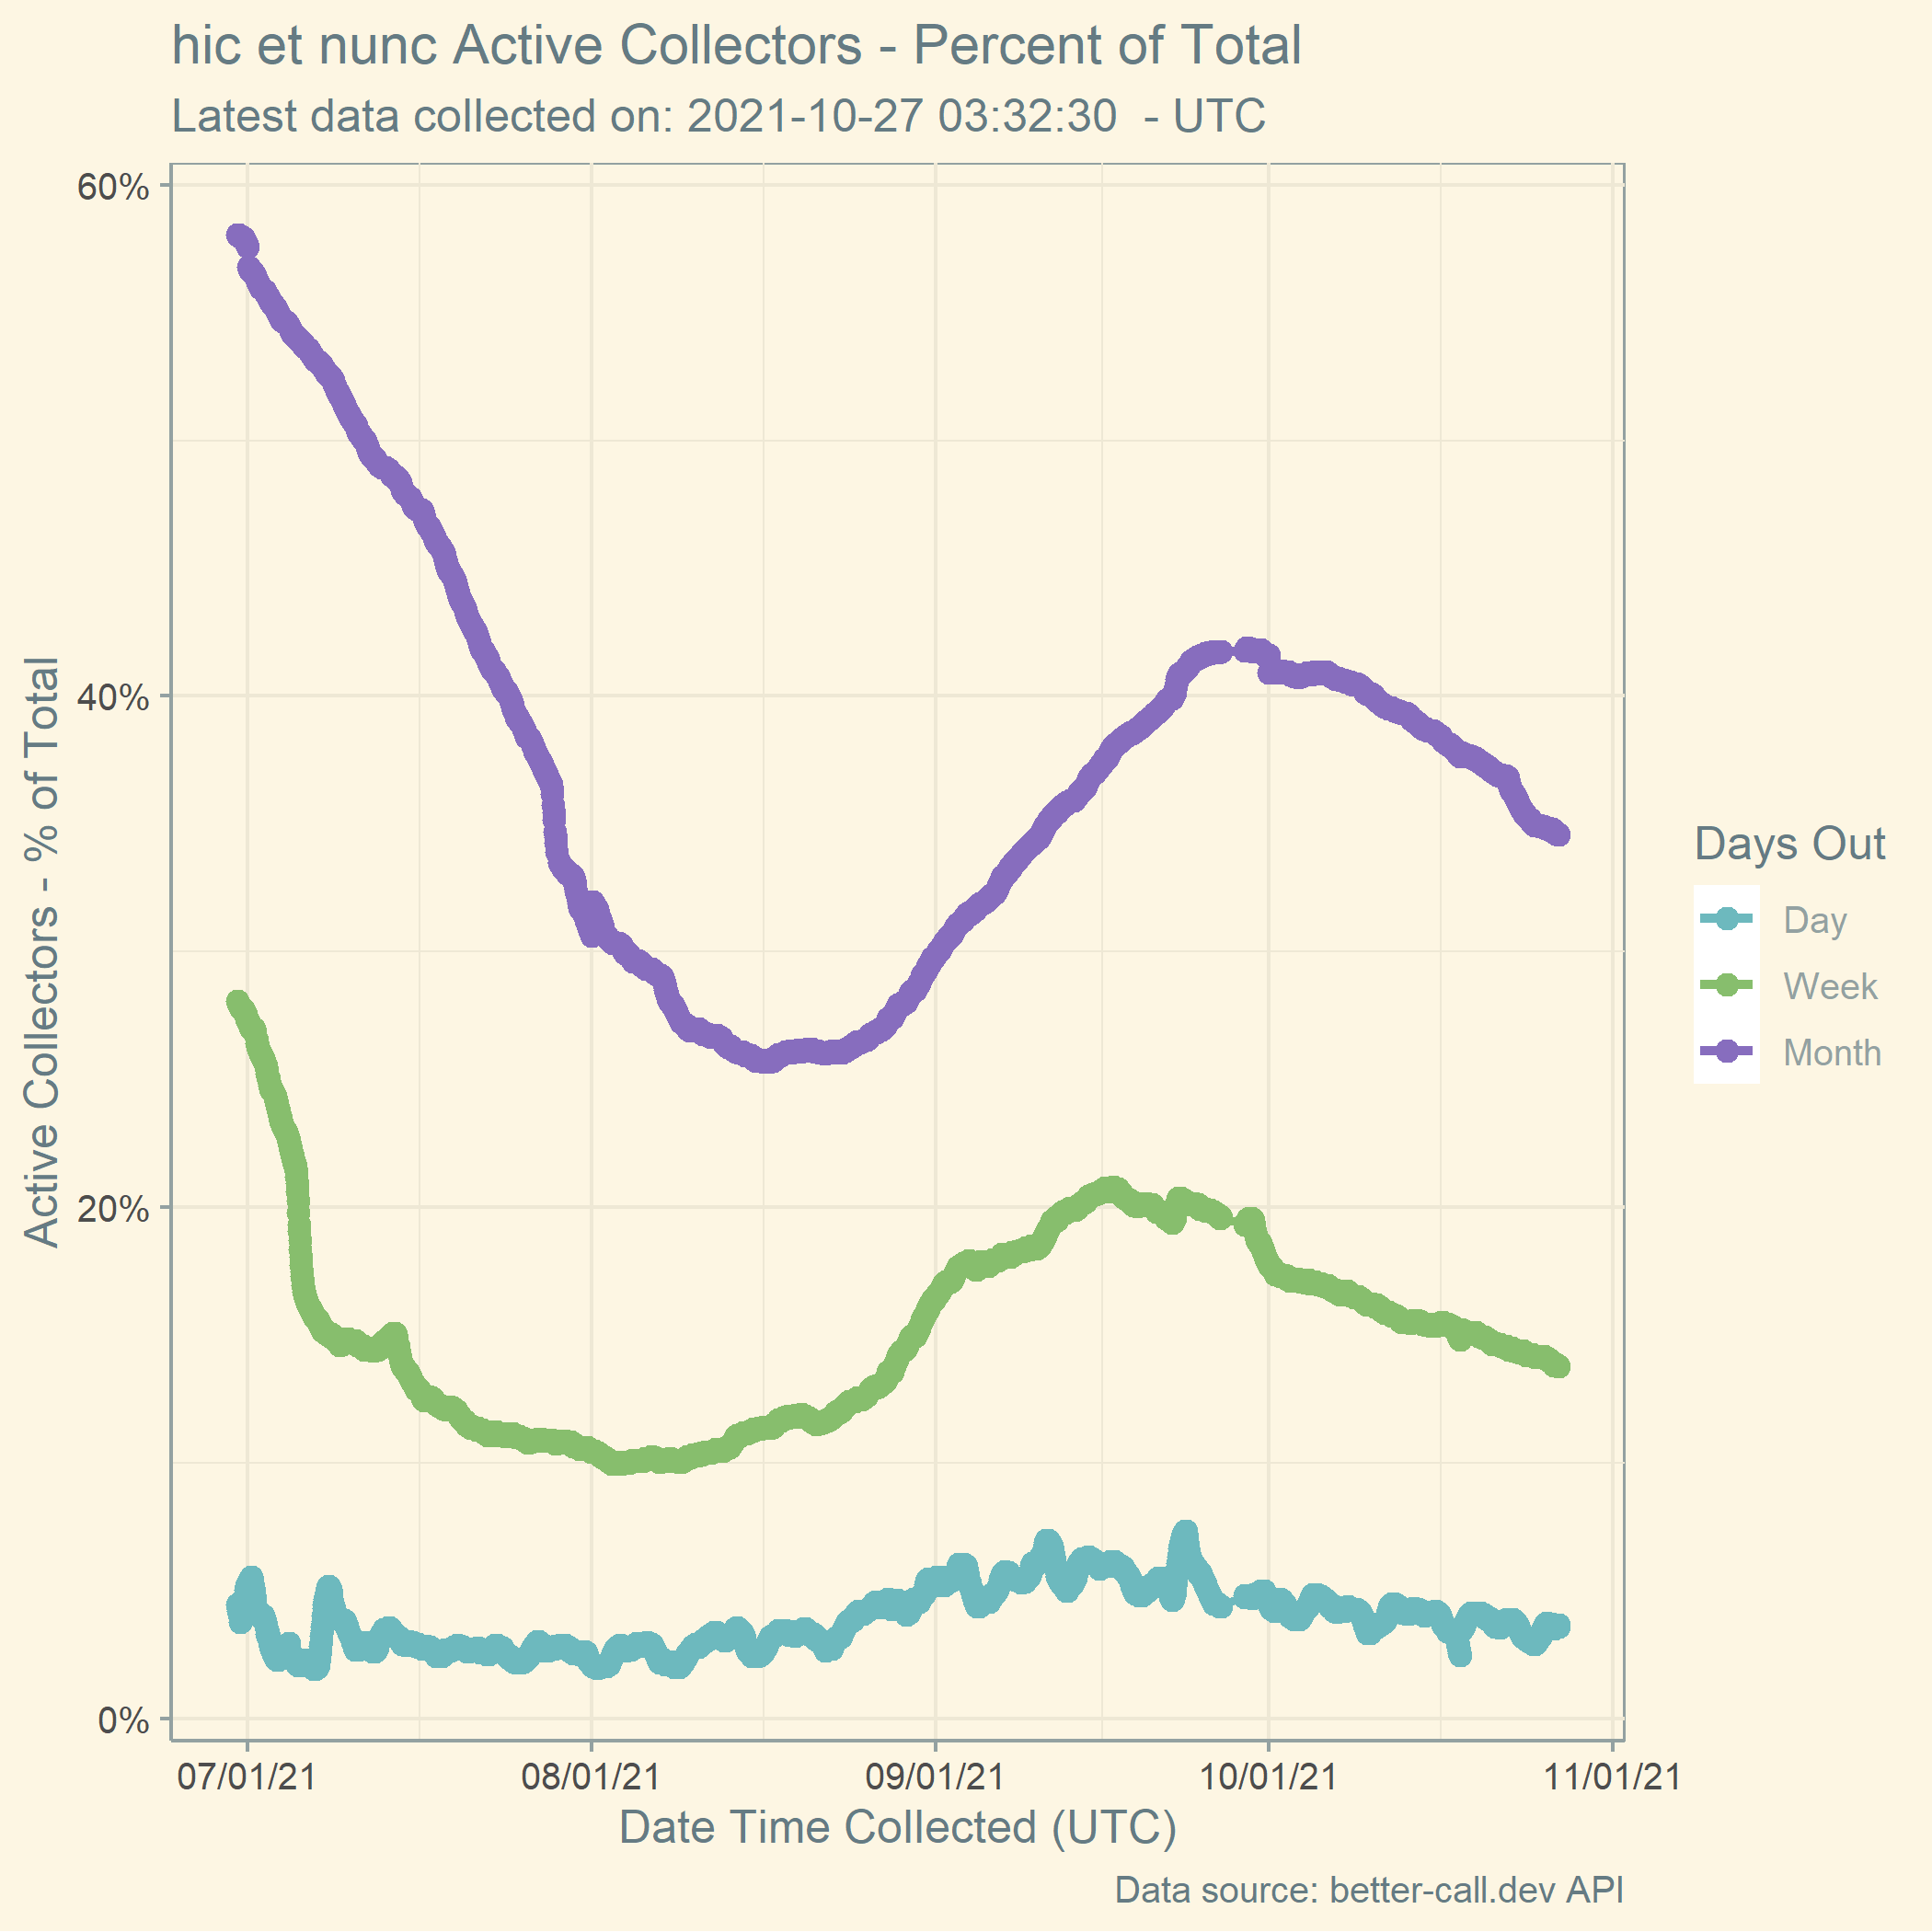 hic et nunc Active Collectors - Percent of Total
Latest data collected on: 2021-10-27 03:32:30  - UTC
Active Collectors - % of Total
60%
40%
20%
0%
07/01/21
08/01/21
09/01/21
10/01/21
11/01/21
Date Time Collected (UTC)
Days Out
Day
Week
Month
Data source: better-call.dev API